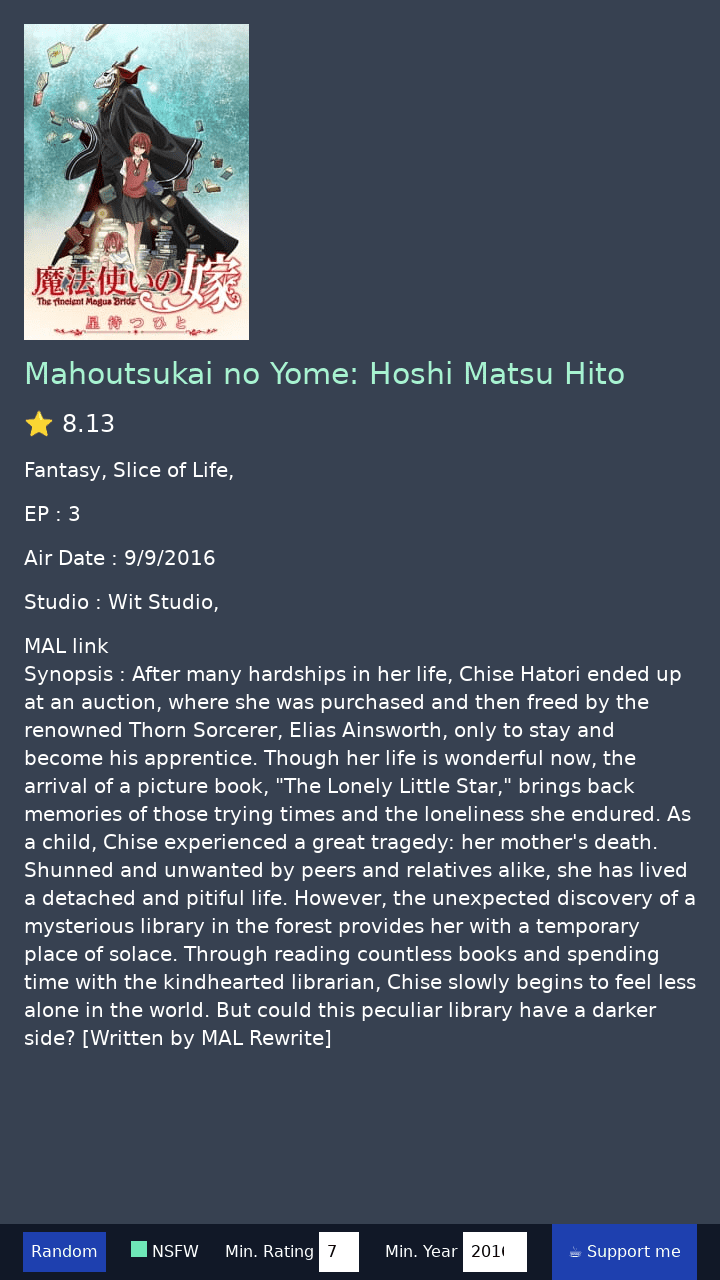 魔法使いの嫁
The Ancient Magus Bride
星待つひと
Mahoutsukai no Yome: Hoshi Matsu Hito
⭐ 8.13
Fantasy, Slice of Life,
EP : 3
Air Date : 9/9/2016
Studio : Wit Studio,
MAL link
Synopsis : After many hardships in her life, Chise Hatori ended up
at an auction, where she was purchased and then freed by the
renowned Thorn Sorcerer, Elias Ainsworth, only to stay and
become his apprentice. Though her life is wonderful now, the
arrival of a picture book, "The Lonely Little Star," brings back
memories of those trying times and the loneliness she endured. As
a child, Chise experienced a great tragedy: her mother's death.
Shunned and unwanted by peers and relatives alike, she has lived
a detached and pitiful life. However, the unexpected discovery of a
mysterious library in the forest provides her with a temporary
place of solace. Through reading countless books and spending
time with the kindhearted librarian, Chise slowly begins to feel less
alone in the world. But could this peculiar library have a darker
side? [Written by MAL Rewrite]
Random NSFW Min. Rating 7 Min. Year 2016 ☕ Support me